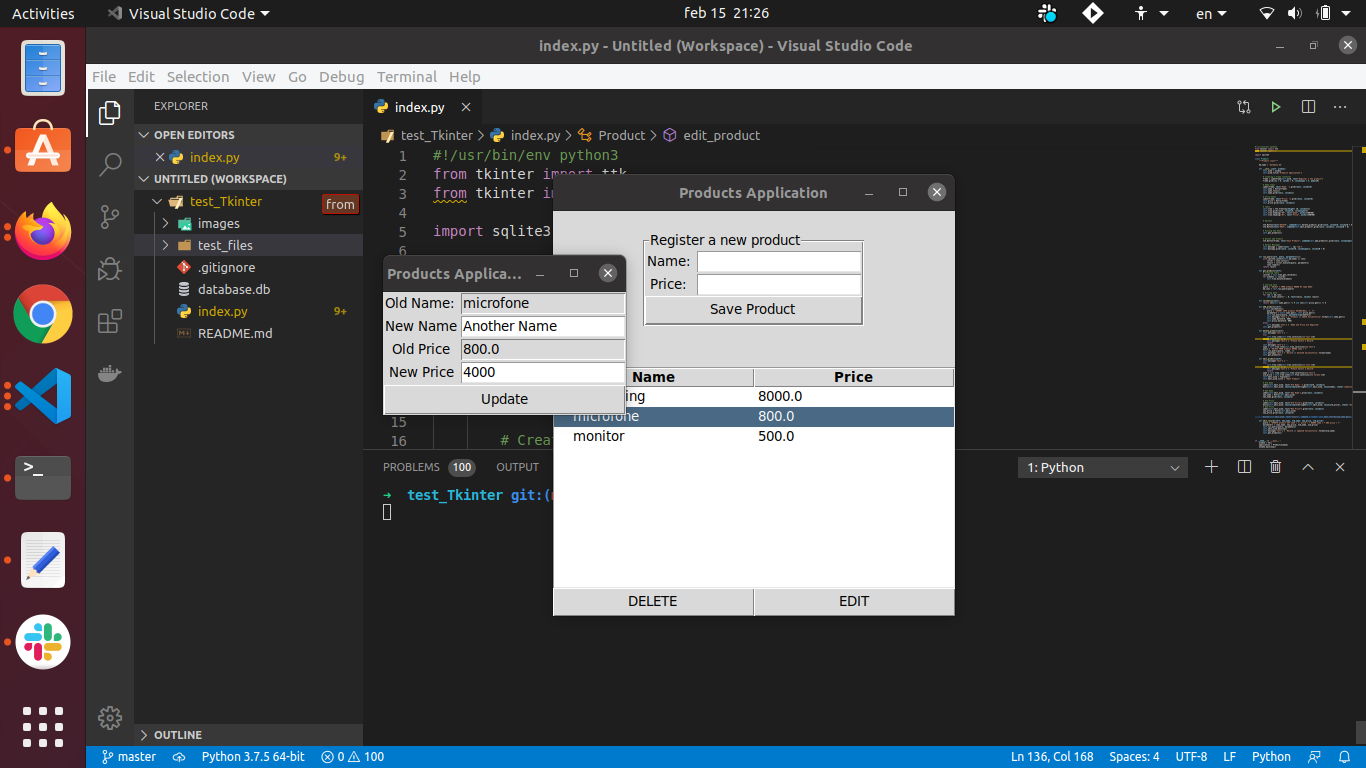 Activities
Visual Studio Code
feb 15 21:26
en
index.py - Untitled (Workspace) - Visual Studio Code
File Edit Selection View Go Debug Terminal Help
EXPLORER
OPEN EDITORS
index.py 9+
UNTITLED (WORKSPACE)
test_Tkinter
from
images
test_files
.gitignore
database.db
index.py 9+
README.md
OUTLINE
index.py
test_Tkinter > index.py > Product > edit_product
1 #!/usr/bin/env python3
2 from tkinter import ttk
3 from tkinter
4
5 import sqlite3
6
15
16 # Creat
Products Application
Register a new product
Name:
Price:
Save Product
Name Price
ing 8000.0
microfone 800.0
monitor 500.0
DELETE EDIT
Products Applica...
Old Name: microfone
New Name Another Name
Old Price 800.0
New Price 4000
Update
PROBLEMS 100 OUTPUT
1: Python
➜ test_Tkinter git:(
master
Python 3.7.5 64-bit
0 100
Ln 136, Col 168
Spaces: 4
UTF-8
LF
Python